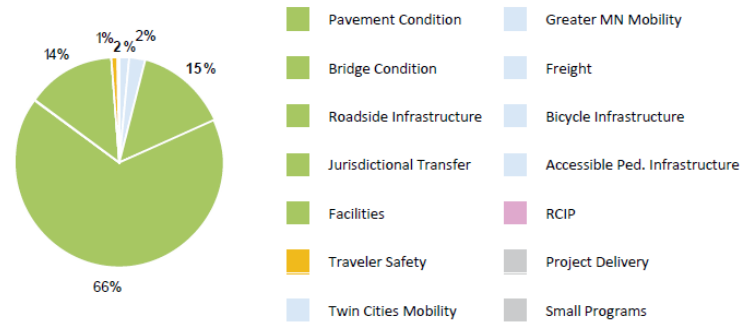 1%
2%
2%
14%
15%
66%
Pavement Condition
Bridge Condition
Roadside Infrastructure
Jurisdictional Transfer
Facilities
Traveler Safety
Twin Cities Mobility
Greater MN Mobility
Freight
Bicycle Infrastructure
Accessible Ped. Infrastructure
RCIP
Project Delivery
Small Programs